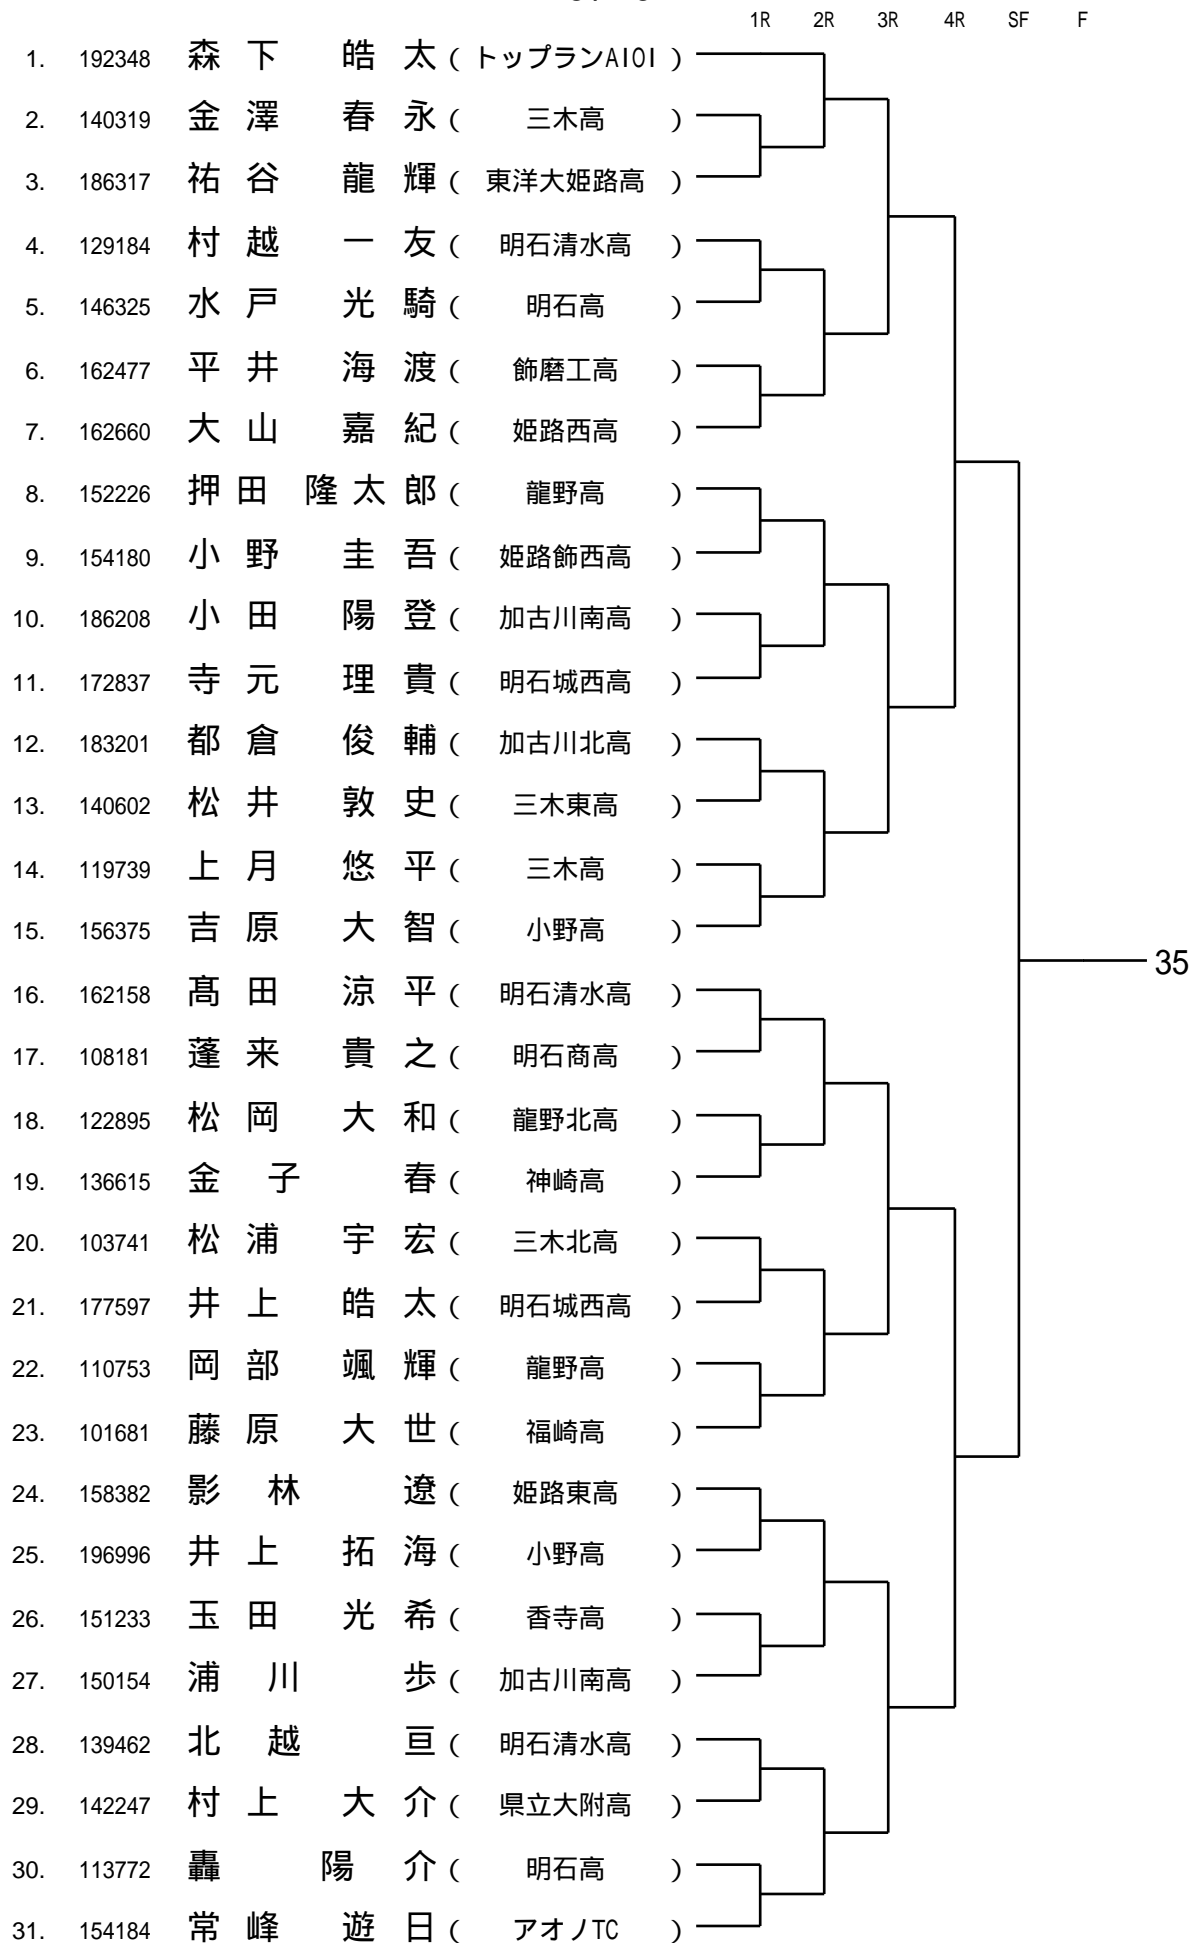 1R 2R 3R 4R SF F
1. 192348 森下 皓太 ( トップランAIOI )
2. 140319 金澤 春永 ( 三木高 )
3. 186317 祐谷 龍輝 ( 東洋大姫路高 )
4. 129184 村越 一友 ( 明石清水高 )
5. 146325 水戸 光騎 ( 明石高 )
6. 162477 平井 海渡 ( 飾磨工高 )
7. 162660 大山 嘉紀 ( 姫路西高 )
8. 152226 押田 隆太郎 ( 龍野高 )
9. 154180 小野 圭吾 ( 姫路飾西高 )
10. 186208 小田 陽登 ( 加古川南高 )
11. 172837 寺元 理貴 ( 明石城西高 )
12. 183201 都倉 俊輔 ( 加古川北高 )
13. 140602 松井 敦史 ( 三木東高 )
14. 119739 上月 悠平 ( 三木高 )
15. 156375 吉原 大智 ( 小野高 )
35
16. 162158 髙田 涼平 ( 明石清水高 )
17. 108181 蓬来 貴之 ( 明石商高 )
18. 122895 松岡 大和 ( 龍野北高 )
19. 136615 金子 春 ( 神崎高 )
20. 103741 松浦 宇宏 ( 三木北高 )
21. 177597 井上 皓太 ( 明石城西高 )
22. 110753 岡部 颯輝 ( 龍野高 )
23. 101681 藤原 大世 ( 福崎高 )
24. 158382 影林 遼 ( 姫路東高 )
25. 196996 井上 拓海 ( 小野高 )
26. 151233 玉田 光希 ( 香寺高 )
27. 150154 浦川 歩 ( 加古川南高 )
28. 139462 北越 亘 ( 明石清水高 )
29. 142247 村上 大介 ( 県立大附高 )
30. 113772 轟 陽介 ( 明石高 )
31. 154184 常峰 遊日 ( アオノTC )